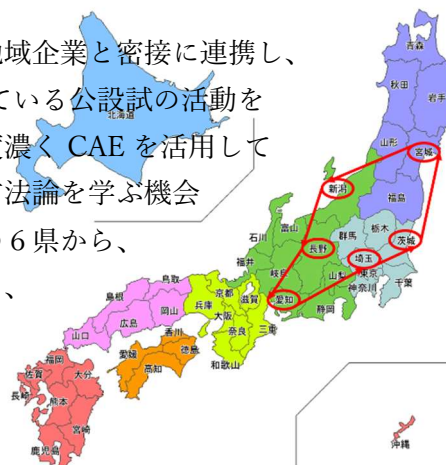 域企業と密接に連携し、
ている公設試の活動を
濃く CAE を活用して
法論を学ぶ機会
６県から、
、
北海道
青森
秋田
岩手
山形
宮城
新潟
福島
富山
石川
群馬
栃木
長野
茨城
福井
埼玉
岐阜
山梨
東京
千葉
神奈川
愛知
静岡
鳥取
京都
滋賀
島根
兵庫
岡山
大阪
広島
三重
奈良
山口
香川
徳島
愛媛
和歌山
高知
福岡
佐賀
大分
長崎
熊本
宮崎
鹿児島
沖縄